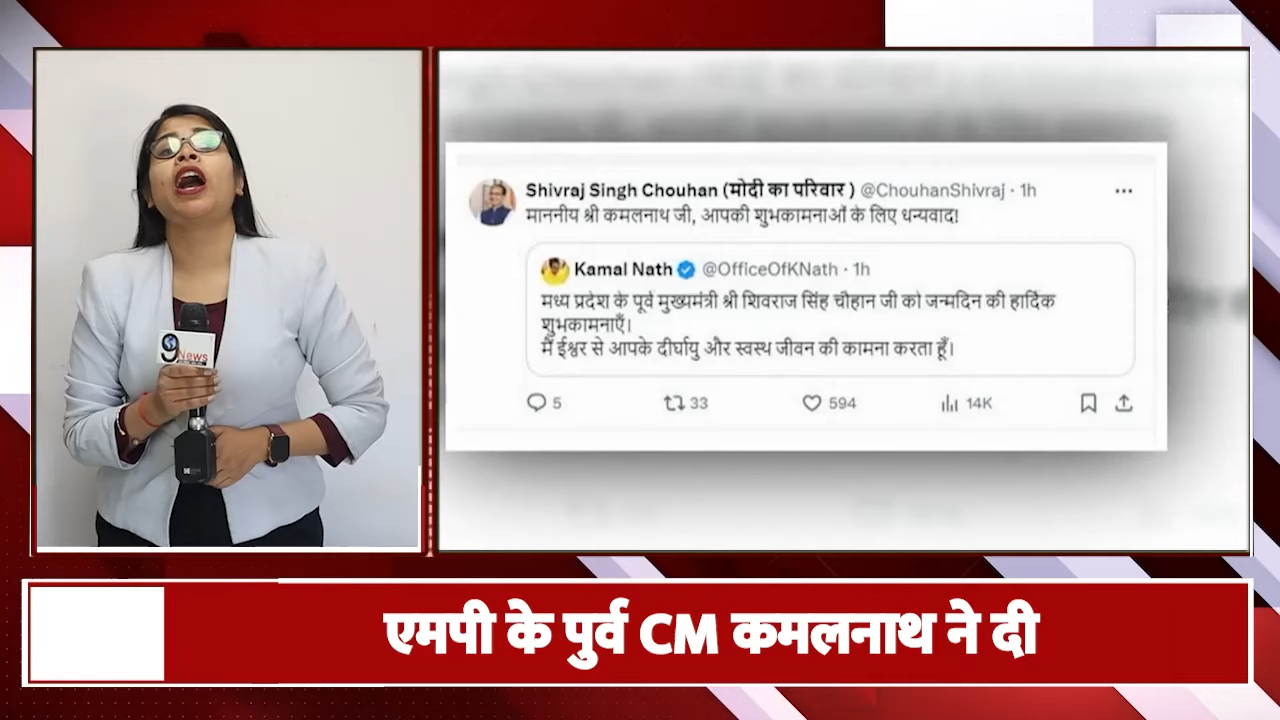 9 News
Shivraj Singh Chouhan (मोदी का परिवार ) @ChouhanShivraj · 1h
माननीय श्री कमलनाथ जी, आपकी शुभकामनाओं के लिए धन्यवाद!
Kamal Nath @OfficeOfKNath · 1h
मध्य प्रदेश के पूर्व मुख्यमंत्री श्री शिवराज सिंह चौहान जी को जन्मदिन की हार्दिक
शुभकामनाएँ।
मैं ईश्वर से आपके दीर्घायु और स्वस्थ जीवन की कामना करता हूँ।
5 33 594 14K
एमपी के पुर्व CM कमलनाथ ने दी